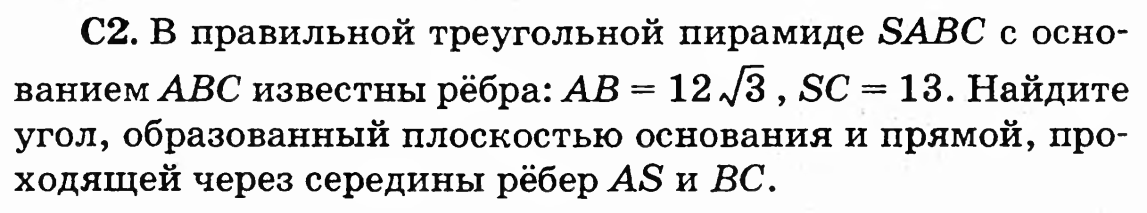 С2. В правильной треугольной пирамиде SABC с осно-
ванием ABC известны рёбра: AB = 12√3 , SC = 13. Найдите
угол, образованный плоскостью основания и прямой, про-
ходящей через середины рёбер AS и BC.